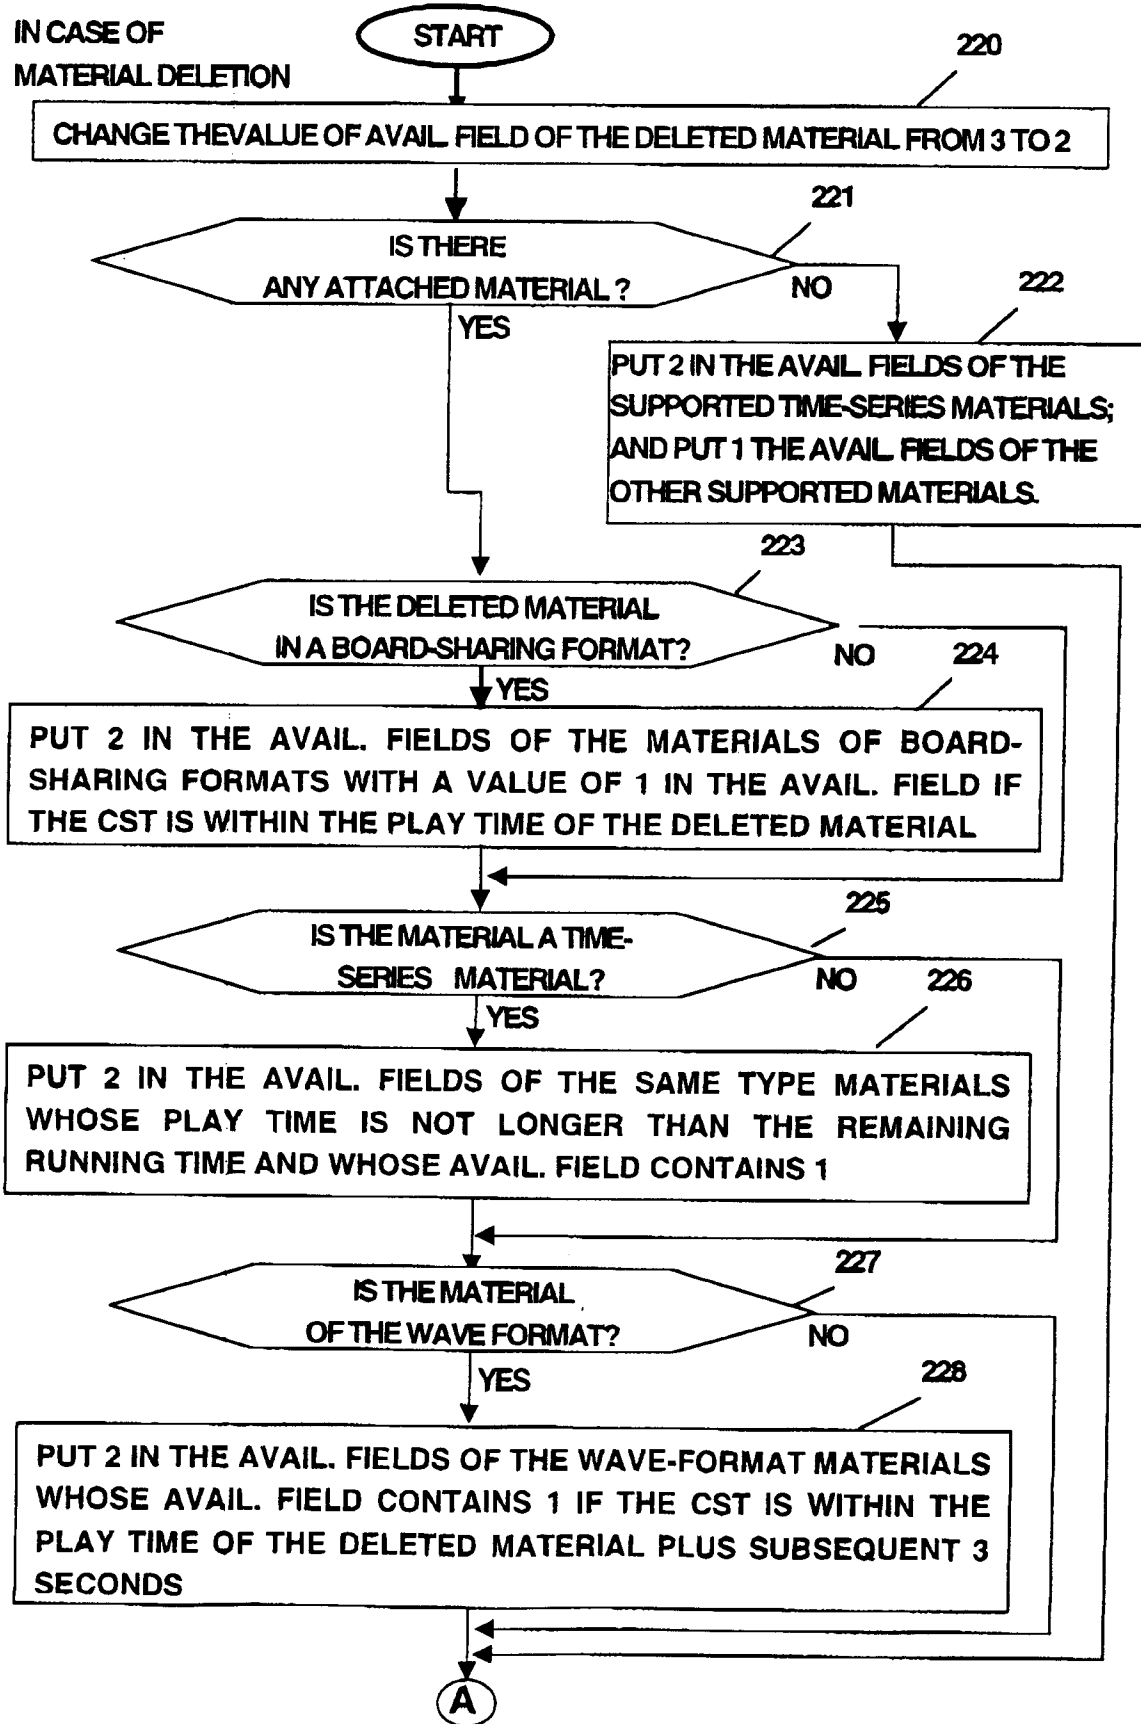 IN CASE OF
MATERIAL DELETION
START
220
CHANGE THE VALUE OF AVAIL. FIELD OF THE DELETED MATERIAL FROM 3 TO 2
221
IS THERE
ANY ATTACHED MATERIAL ?
NO
YES
222
PUT 2 IN THE AVAIL. FIELDS OF THE
SUPPORTED TIME-SERIES MATERIALS;
AND PUT 1 THE AVAIL. FIELDS OF THE
OTHER SUPPORTED MATERIALS.
223
IS THE DELETED MATERIAL
IN A BOARD-SHARING FORMAT?
NO
YES
224
PUT 2 IN THE AVAIL. FIELDS OF THE MATERIALS OF BOARD-
SHARING FORMATS WITH A VALUE OF 1 IN THE AVAIL. FIELD IF
THE CST IS WITHIN THE PLAY TIME OF THE DELETED MATERIAL
225
IS THE MATERIAL A TIME-
SERIES MATERIAL?
NO
YES
226
PUT 2 IN THE AVAIL. FIELDS OF THE SAME TYPE MATERIALS
WHOSE PLAY TIME IS NOT LONGER THAN THE REMAINING
RUNNING TIME AND WHOSE AVAIL. FIELD CONTAINS 1
227
IS THE MATERIAL
OF THE WAVE FORMAT?
NO
YES
228
PUT 2 IN THE AVAIL. FIELDS OF THE WAVE-FORMAT MATERIALS
WHOSE AVAIL. FIELD CONTAINS 1 IF THE CST IS WITHIN THE
PLAY TIME OF THE DELETED MATERIAL PLUS SUBSEQUENT 3
SECONDS
A